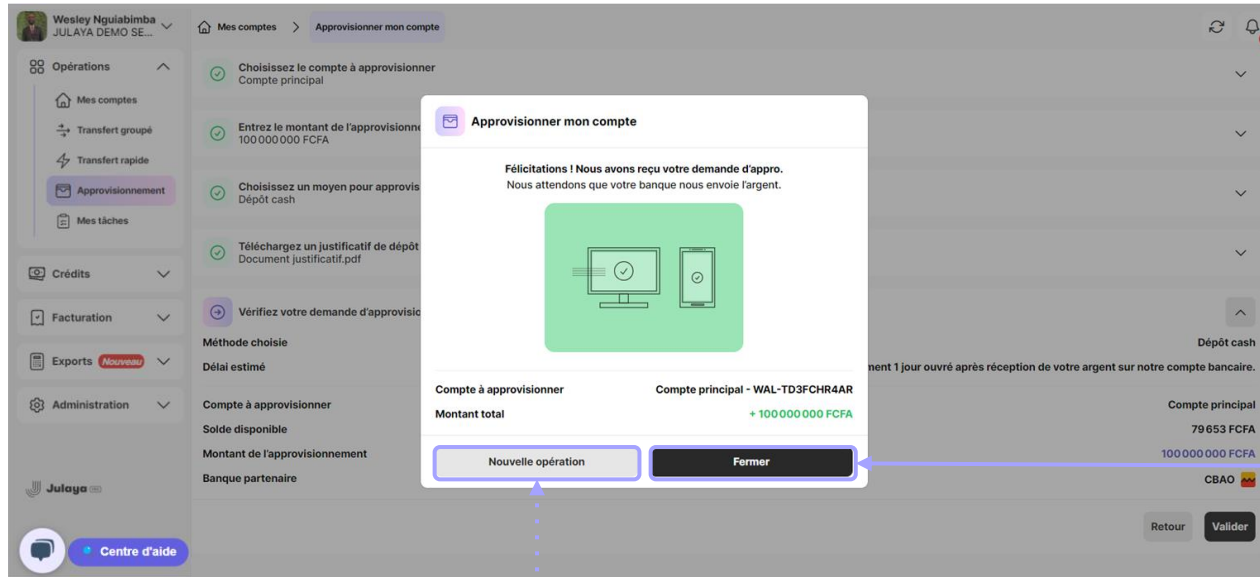 Wesley Nguiabimba
JULAYA DEMO SE...
Mes comptes
Approvisionner mon compte
Opérations
Mes comptes
Transfert groupé
Transfert rapide
Approvisionnement
Mes tâches
Crédits
Facturation
Exports Nouveau
Administration
Julaya
Centre d'aide
Choisissez le compte à approvisionner
Compte principal
Entrez le montant de l'approvisionne
100 000 000 FCFA
Choisissez un moyen pour approvis
Dépôt cash
Téléchargez un justificatif de dépôt
Document justificatif.pdf
Vérifiez votre demande d'approvisio
Méthode choisie
Dépôt cash
Délai estimé
ment 1 jour ouvré après réception de votre argent sur notre compte bancaire.
Compte à approvisionner
Compte principal
Solde disponible
79 653 FCFA
Montant de l'approvisionnement
100 000 000 FCFA
Banque partenaire
CBAO
Retour
Valider
Approvisionner mon compte
Félicitations ! Nous avons reçu votre demande d'appro.
Nous attendons que votre banque nous envoie l'argent.
Compte à approvisionner
Compte principal - WAL-TD3FCHR4AR
Montant total
+ 100 000 000 FCFA
Nouvelle opération
Fermer